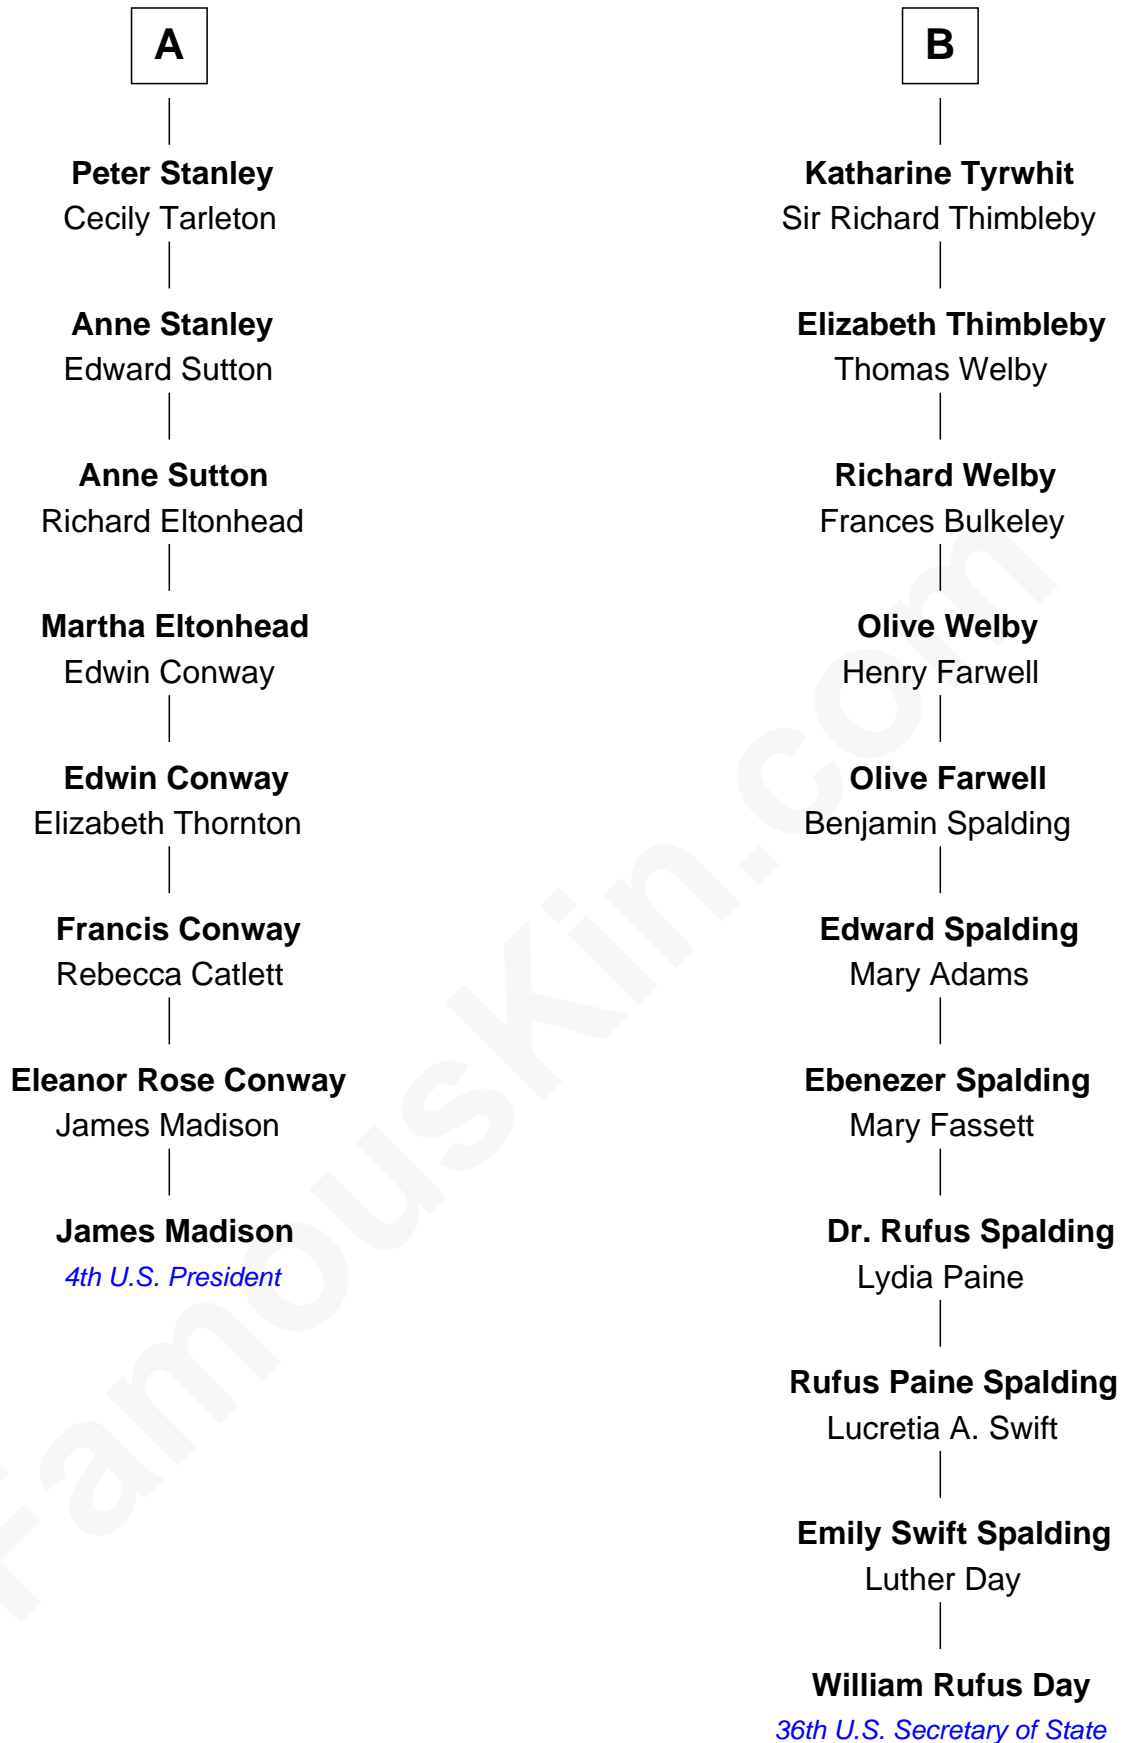 A
Peter Stanley
Cecily Tarleton
Anne Stanley
Edward Sutton
Anne Sutton
Richard Eltonhead
Martha Eltonhead
Edwin Conway
Edwin Conway
Elizabeth Thornton
Francis Conway
Rebecca Catlett
Eleanor Rose Conway
James Madison
James Madison
4th U.S. President
B
Katharine Tyrwhit
Sir Richard Thimbleby
Elizabeth Thimbleby
Thomas Welby
Richard Welby
Frances Bulkeley
Olive Welby
Henry Farwell
Olive Farwell
Benjamin Spalding
Edward Spalding
Mary Adams
Ebenezer Spalding
Mary Fassett
Dr. Rufus Spalding
Lydia Paine
Rufus Paine Spalding
Lucretia A. Swift
Emily Swift Spalding
Luther Day
William Rufus Day
36th U.S. Secretary of State
FamousKin.com